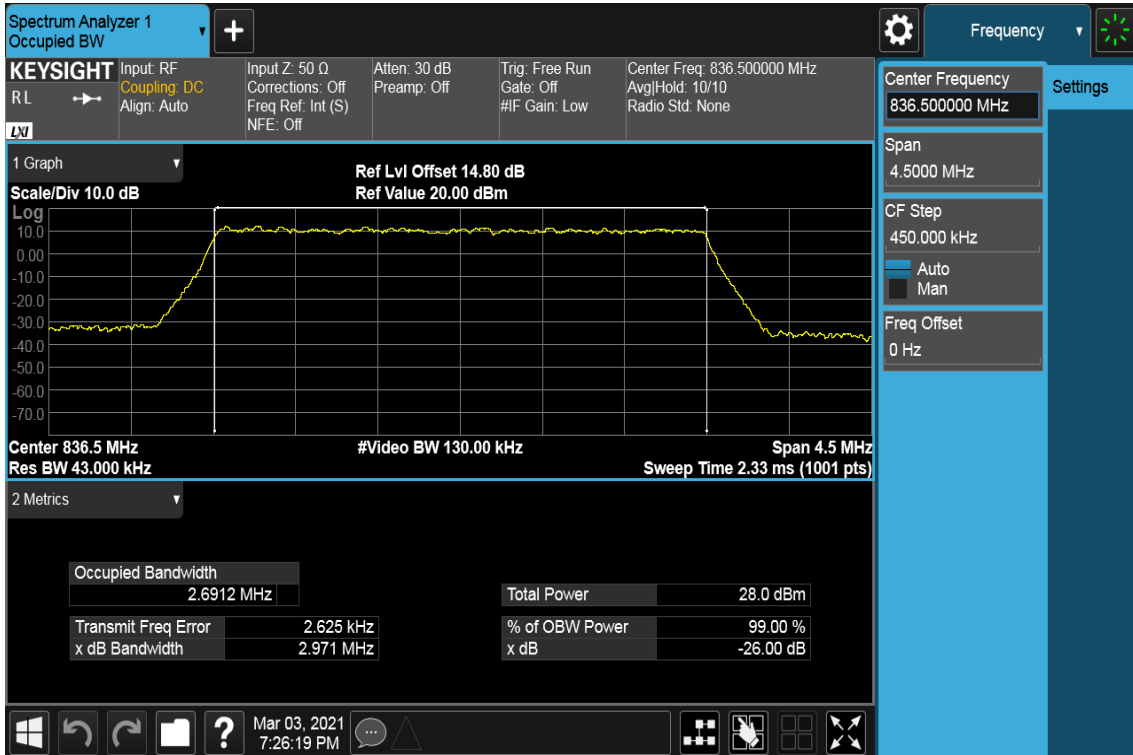 Spectrum Analyzer 1
Occupied BW
+
Frequency
KEYSIGHT
R L
LXI
Input: RF
Coupling: DC
Align: Auto
Input Z: 50 Ω
Corrections: Off
Freq Ref: Int (S)
NFE: Off
Atten: 30 dB
Preamp: Off
Trig: Free Run
Gate: Off
#IF Gain: Low
Center Freq: 836.500000 MHz
Avg|Hold: 10/10
Radio Std: None
Center Frequency
836.500000 MHz
Settings
Span
4.5000 MHz
CF Step
450.000 kHz
Auto
Man
Freq Offset
0 Hz
1 Graph
Scale/Div 10.0 dB
Ref Lvl Offset 14.80 dB
Ref Value 20.00 dBm
Log
10.0
0.00
-10.0
-20.0
-30.0
-40.0
-50.0
-60.0
-70.0
Center 836.5 MHz
#Video BW 130.00 kHz
Span 4.5 MHz
Res BW 43.000 kHz
Sweep Time 2.33 ms (1001 pts)
2 Metrics
Occupied Bandwidth
2.6912 MHz
Total Power 28.0 dBm
Transmit Freq Error 2.625 kHz
% of OBW Power 99.00 %
x dB Bandwidth 2.971 MHz
x dB -26.00 dB
?
Mar 03, 2021
7:26:19 PM